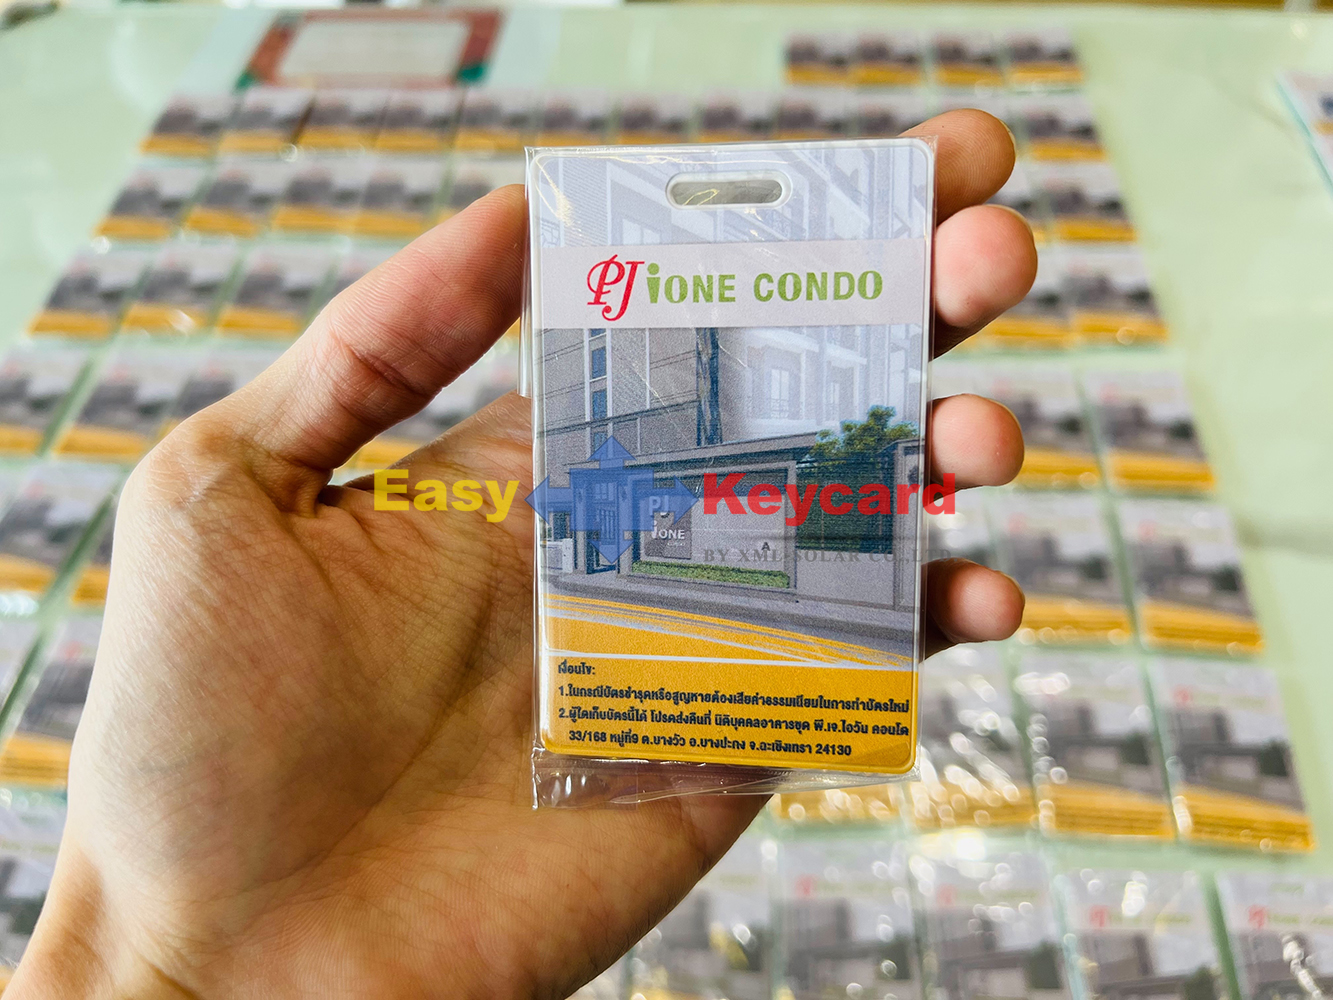 PJ iONE CONDO
Easy Keycard
PJ
iONE
BY XML SOLAR CO.,LTD
เงื่อนไข:
1.ในกรณีบัตรชำรุดหรือสูญหายต้องเสียค่าธรรมเนียมในการทำบัตรใหม่
2.ผู้ใดเก็บบัตรนี้ได้ โปรดส่งคืนที่ นิติบุคคลอาคารชุด พี.เจ.ไอวัน คอนโด
33/168 หมู่ที่9 ต.บางวัว อ.บางปะกง จ.ฉะเชิงเทรา 24130